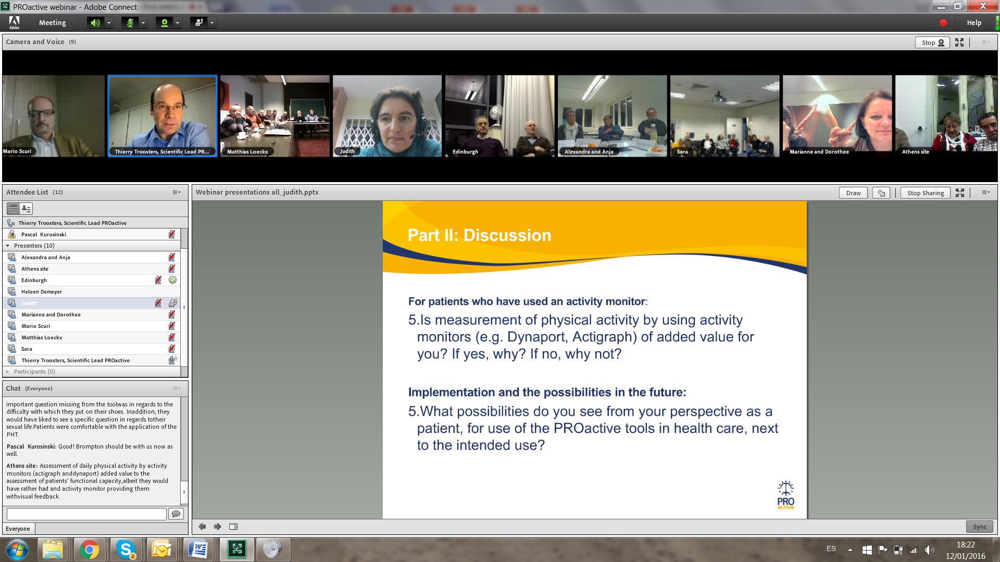 PROactive webinar - Adobe Connect
Adobe
Meeting
Help
Camera and Voice (9)
Stop
Mario Scuri
Thierry Troosters, Scientific Lead PR...
Matthias Loeckx
Judith
Edinburgh
Alexandra and Anja
Sara
Marianne and Dorothee
Athens site
Attendee List (12)
Thierry Troosters, Scientific Lead PROactive
Pascal Kurosinski
Presenters (10)
Alexandra and Anja
Athens site
Edinburgh
Heleen Demeyer
Judith
Marianne and Dorothee
Mario Scuri
Matthias Loeckx
Sara
Thierry Troosters, Scientific Lead PROactive
Participants (0)
Chat (Everyone)
important question missing from the toolwas in regards to the
difficulty with which they put on their shoes. Inaddition, they
would have liked to see a specific question in regards totheir
sexual life.Patients were comfortable with the application of the
PHT.
Pascal Kurosinski: Good! Brompton should be with us now as
well.
Athens site: Assessment of daily physical activity by activity
monitors (actigraph anddynaport) added value to the
assessment of patients’ functional capacity,albeit they would
have rather had and activity monitor providing them
withvisual feedback.
Everyone
Webinar presentations all_judith.pptx
Draw
Stop Sharing
Part II: Discussion
For patients who have used an activity monitor:
5.Is measurement of physical activity by using activity
monitors (e.g. Dynaport, Actigraph) of added value for
you? If yes, why? If no, why not?
Implementation and the possibilities in the future:
5.What possibilities do you see from your perspective as a
patient, for use of the PROactive tools in health care, next
to the intended use?
PRO
active
Sync
2
ES
18:22
12/01/2016